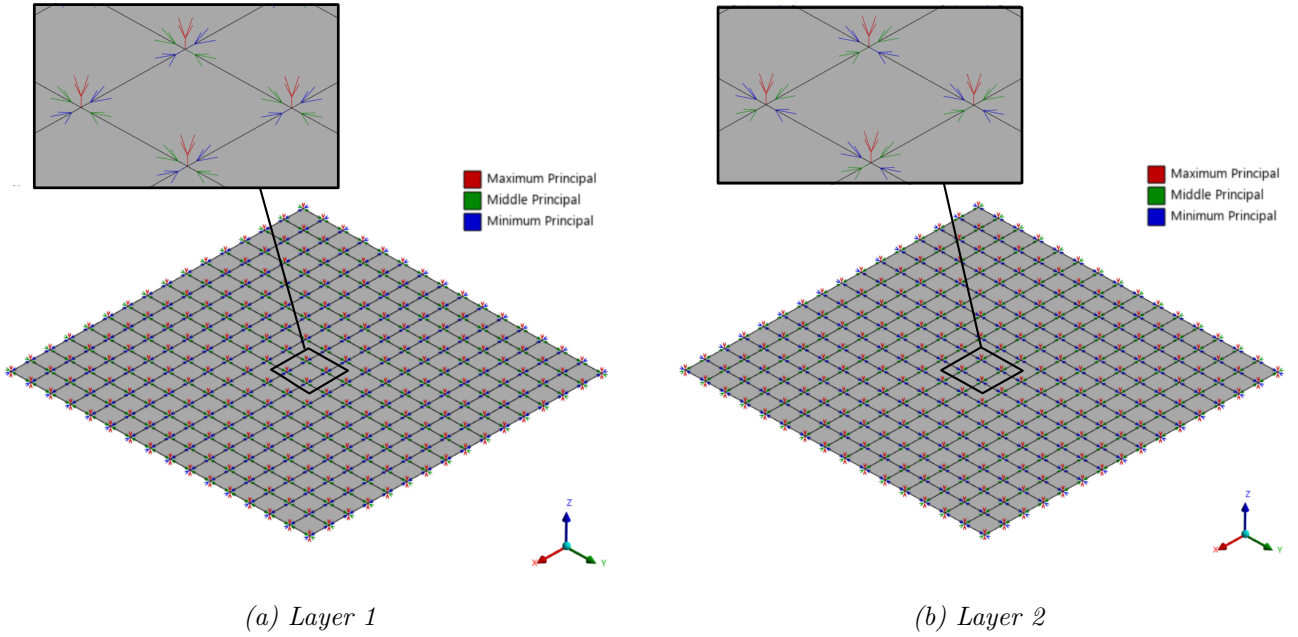 Maximum Principal
Middle Principal
Minimum Principal
Maximum Principal
Middle Principal
Minimum Principal
Z
X
Y
Z
X
Y
(a) Layer 1
(b) Layer 2